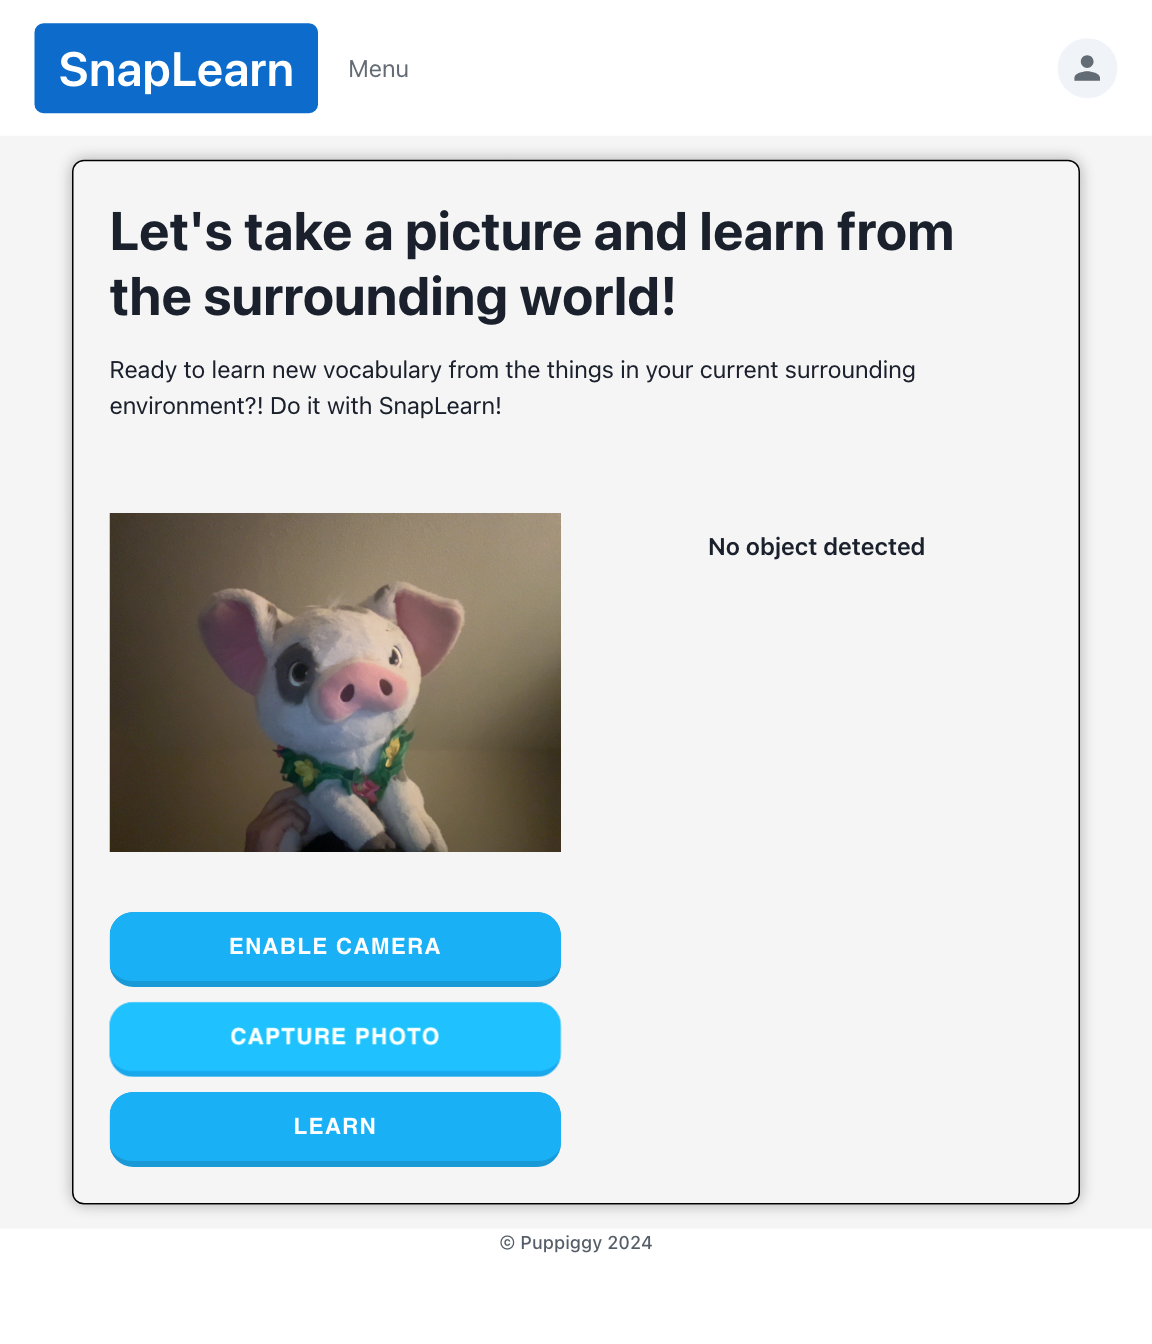 SnapLearn
Menu
Let's take a picture and learn from
the surrounding world!
Ready to learn new vocabulary from the things in your current surrounding
environment?! Do it with SnapLearn!
No object detected
ENABLE CAMERA
CAPTURE PHOTO
LEARN
© Puppiggy 2024